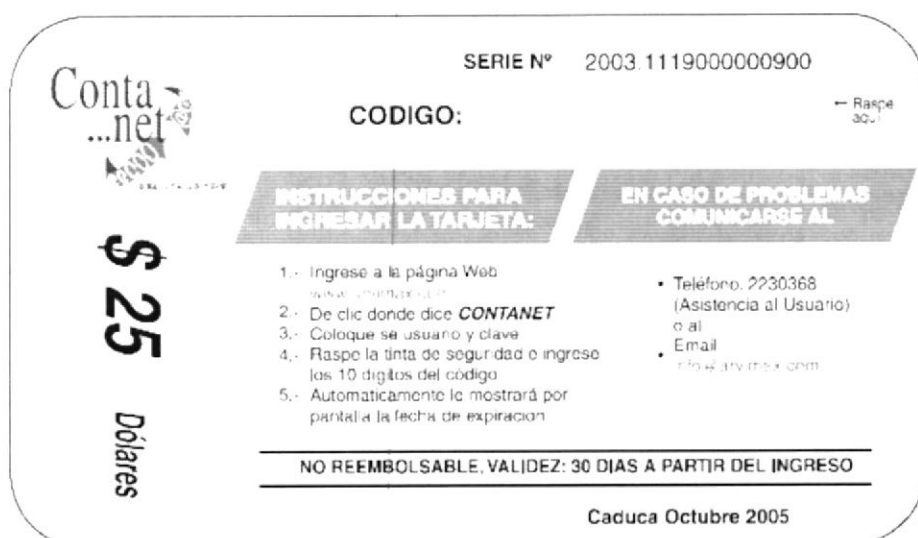 SERIE Nº 2003.1119000000900
Conta
...net
CODIGO:
← Raspe
aquí
INSTRUCCIONES PARA
INGRESAR LA TARJETA:
1.- Ingrese a la página Web
2.- De clic donde dice CONTANET
3.- Coloque se usuario y clave
4.- Raspe la tinta de seguridad e ingrese
los 10 digitos del código
5.- Automaticamente le mostrará por
pantalla la fecha de expiración
EN CASO DE PROBLEMAS
COMUNICARSE AL
• Teléfono. 2230368
(Asistencia al Usuario)
o al
• Email
$ 25 Dólares
NO REEMBOLSABLE, VALIDEZ: 30 DIAS A PARTIR DEL INGRESO
Caduca Octubre 2005